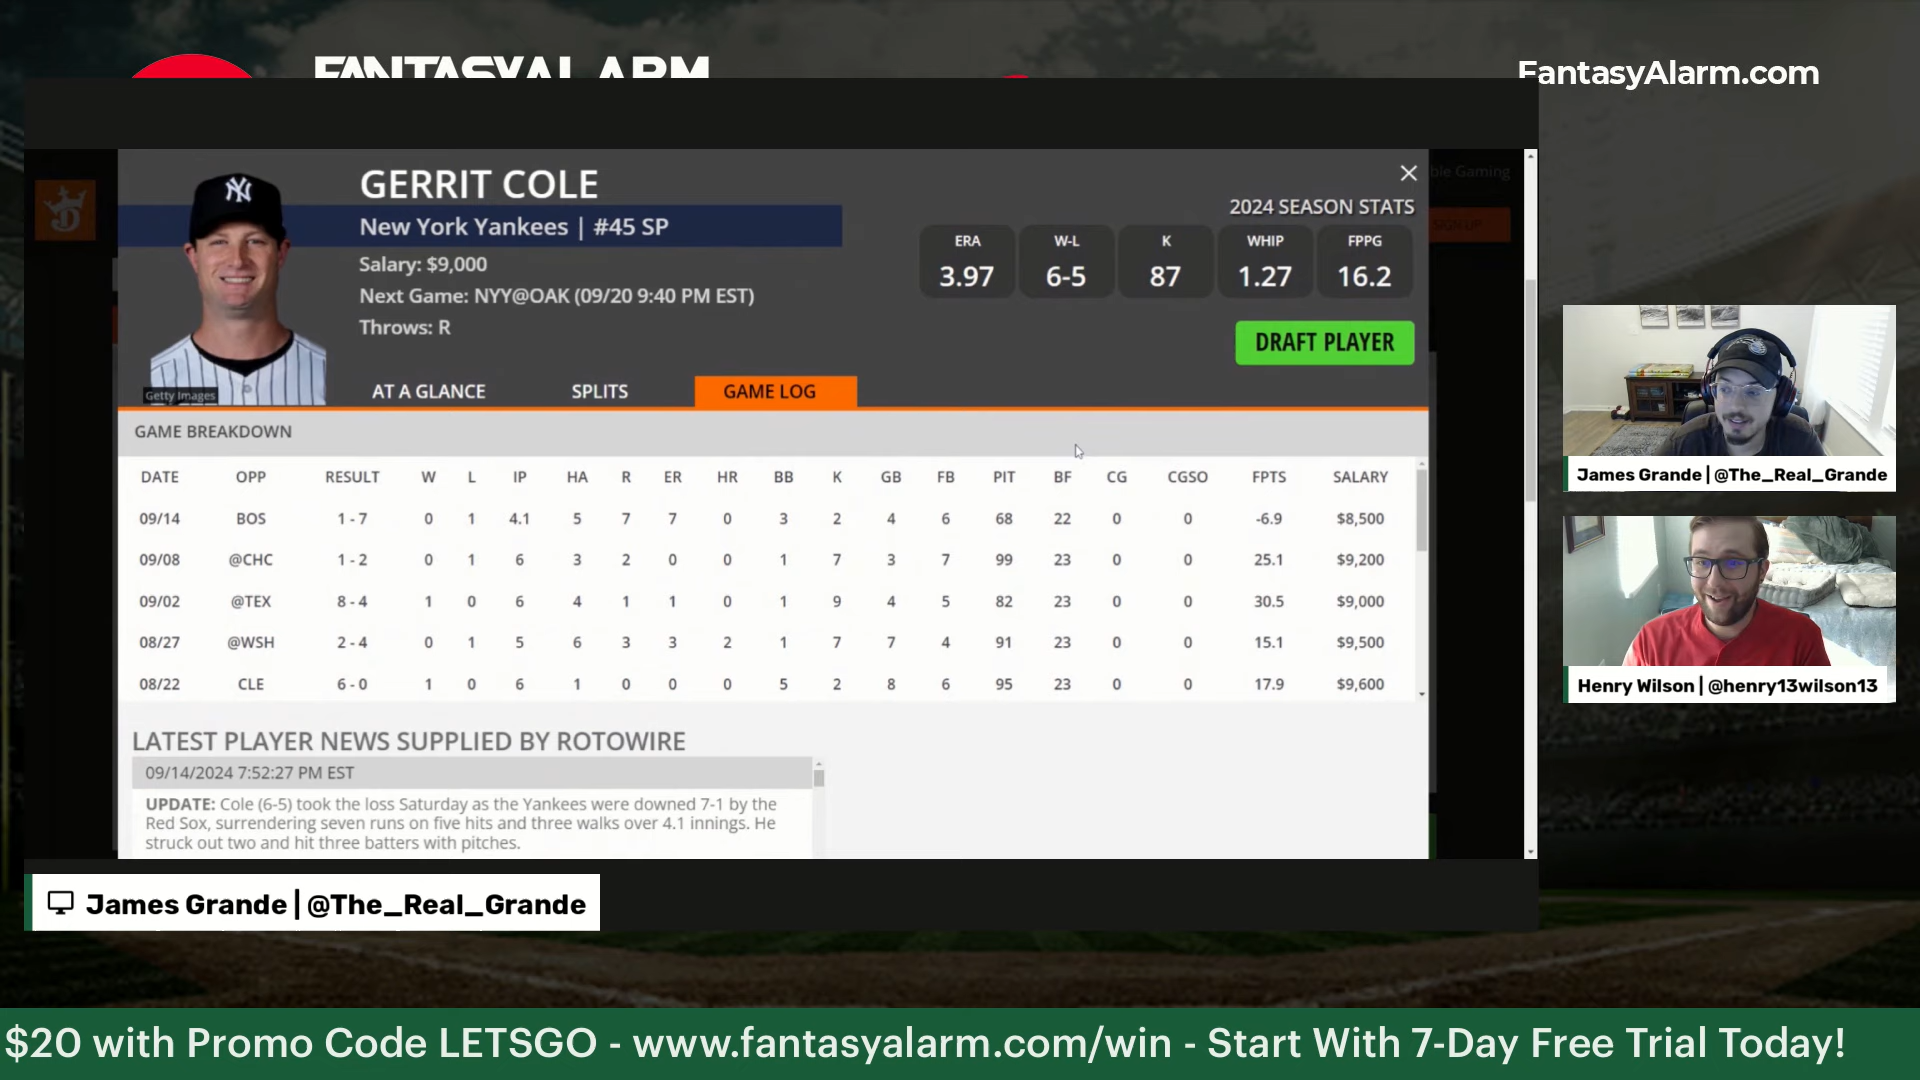 FANTASYALARM
FantasyAlarm.com
GERRIT COLE
New York Yankees | #45 SP
Salary: $9,000
Next Game: NYY@OAK (09/20 9:40 PM EST)
Throws: R
Getty Images
2024 SEASON STATS
ERA W-L K WHIP FPPG
3.97 6-5 87 1.27 16.2
DRAFT PLAYER
ble Gaming
SIGN UP
AT A GLANCE SPLITS GAME LOG
GAME BREAKDOWN
DATE OPP RESULT W L IP HA R ER HR BB K GB FB PIT BF CG CGSO FPTS SALARY
09/14 BOS 1 - 7 0 1 4.1 5 7 7 0 3 2 4 6 68 22 0 0 -6.9 $8,500
09/08 @CHC 1 - 2 0 1 6 3 2 0 0 1 7 3 7 99 23 0 0 25.1 $9,200
09/02 @TEX 8 - 4 1 0 6 4 1 1 0 1 9 4 5 82 23 0 0 30.5 $9,000
08/27 @WSH 2 - 4 0 1 5 6 3 3 2 1 7 7 4 91 23 0 0 15.1 $9,500
08/22 CLE 6 - 0 1 0 6 1 0 0 0 5 2 8 6 95 23 0 0 17.9 $9,600
LATEST PLAYER NEWS SUPPLIED BY ROTOWIRE
09/14/2024 7:52:27 PM EST
UPDATE: Cole (6-5) took the loss Saturday as the Yankees were downed 7-1 by the
Red Sox, surrendering seven runs on five hits and three walks over 4.1 innings. He
struck out two and hit three batters with pitches.
James Grande | @The_Real_Grande
Henry Wilson | @henry13wilson13
James Grande | @The_Real_Grande
$20 with Promo Code LETSGO - www.fantasyalarm.com/win - Start With 7-Day Free Trial Today!